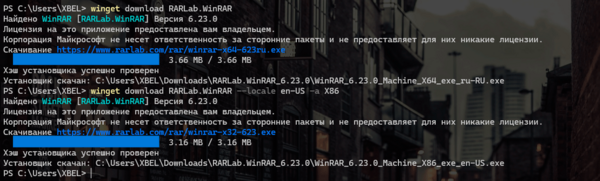 PS C:\Users\XBEL> winget download RARLab.WinRAR
Найдено WinRAR [RARLab.WinRAR] Версия 6.23.0
Лицензия на это приложение предоставлена вам владельцем.
Корпорация Майкрософт не несет ответственность за сторонние пакеты и не предоставляет для них никакие лицензии.
Скачивание https://www.rarlab.com/rar/winrar-x64-623ru.exe
3.66 MB / 3.66 MB
Хэш установщика успешно проверен
Установщик скачан: C:\Users\XBEL\Downloads\RARLab.WinRAR_6.23.0\WinRAR_6.23.0_Machine_X64_exe_ru-RU.exe
PS C:\Users\XBEL> winget download RARLab.WinRAR --locale en-US -a X86
Найдено WinRAR [RARLab.WinRAR] Версия 6.23.0
Лицензия на это приложение предоставлена вам владельцем.
Корпорация Майкрософт не несет ответственность за сторонние пакеты и не предоставляет для них никакие лицензии.
Скачивание https://www.rarlab.com/rar/winrar-x32-623.exe
3.16 MB / 3.16 MB
Хэш установщика успешно проверен
Установщик скачан: C:\Users\XBEL\Downloads\RARLab.WinRAR_6.23.0\WinRAR_6.23.0_Machine_X86_exe_en-US.exe
PS C:\Users\XBEL>